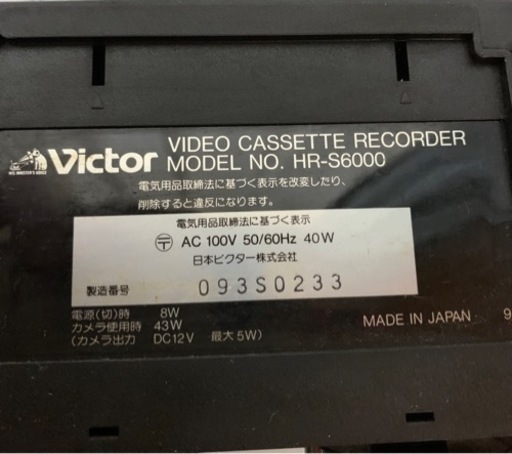 VIDEO CASSETTE RECORDER
Victor MODEL NO. HR-S6000
HIS MASTER'S VOICE
電気用品取締法に基づく表示を改変したり、
削除すると違反になります。
電気用品取締法に基づく表示
〒 AC 100V 50/60Hz 40W
日本ビクター株式会社
製造番号 093S0233
電源(切)時 8W
カメラ使用時 43W
(カメラ出力 DC12V 最大5W)
MADE IN JAPAN 9